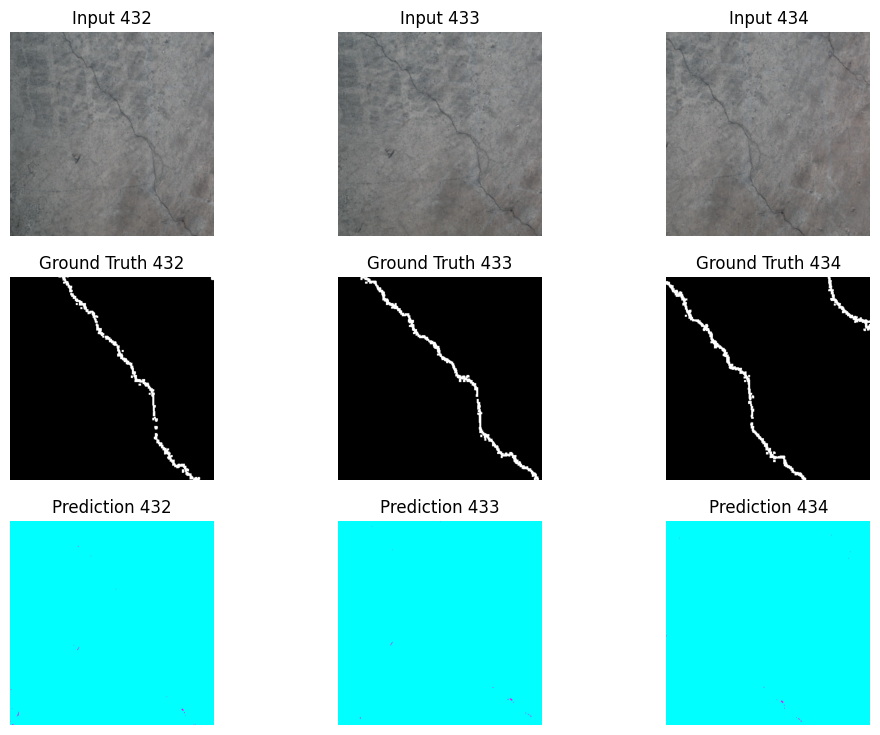 Input 432
Input 433
Input 434
Ground Truth 432
Ground Truth 433
Ground Truth 434
Prediction 432
Prediction 433
Prediction 434